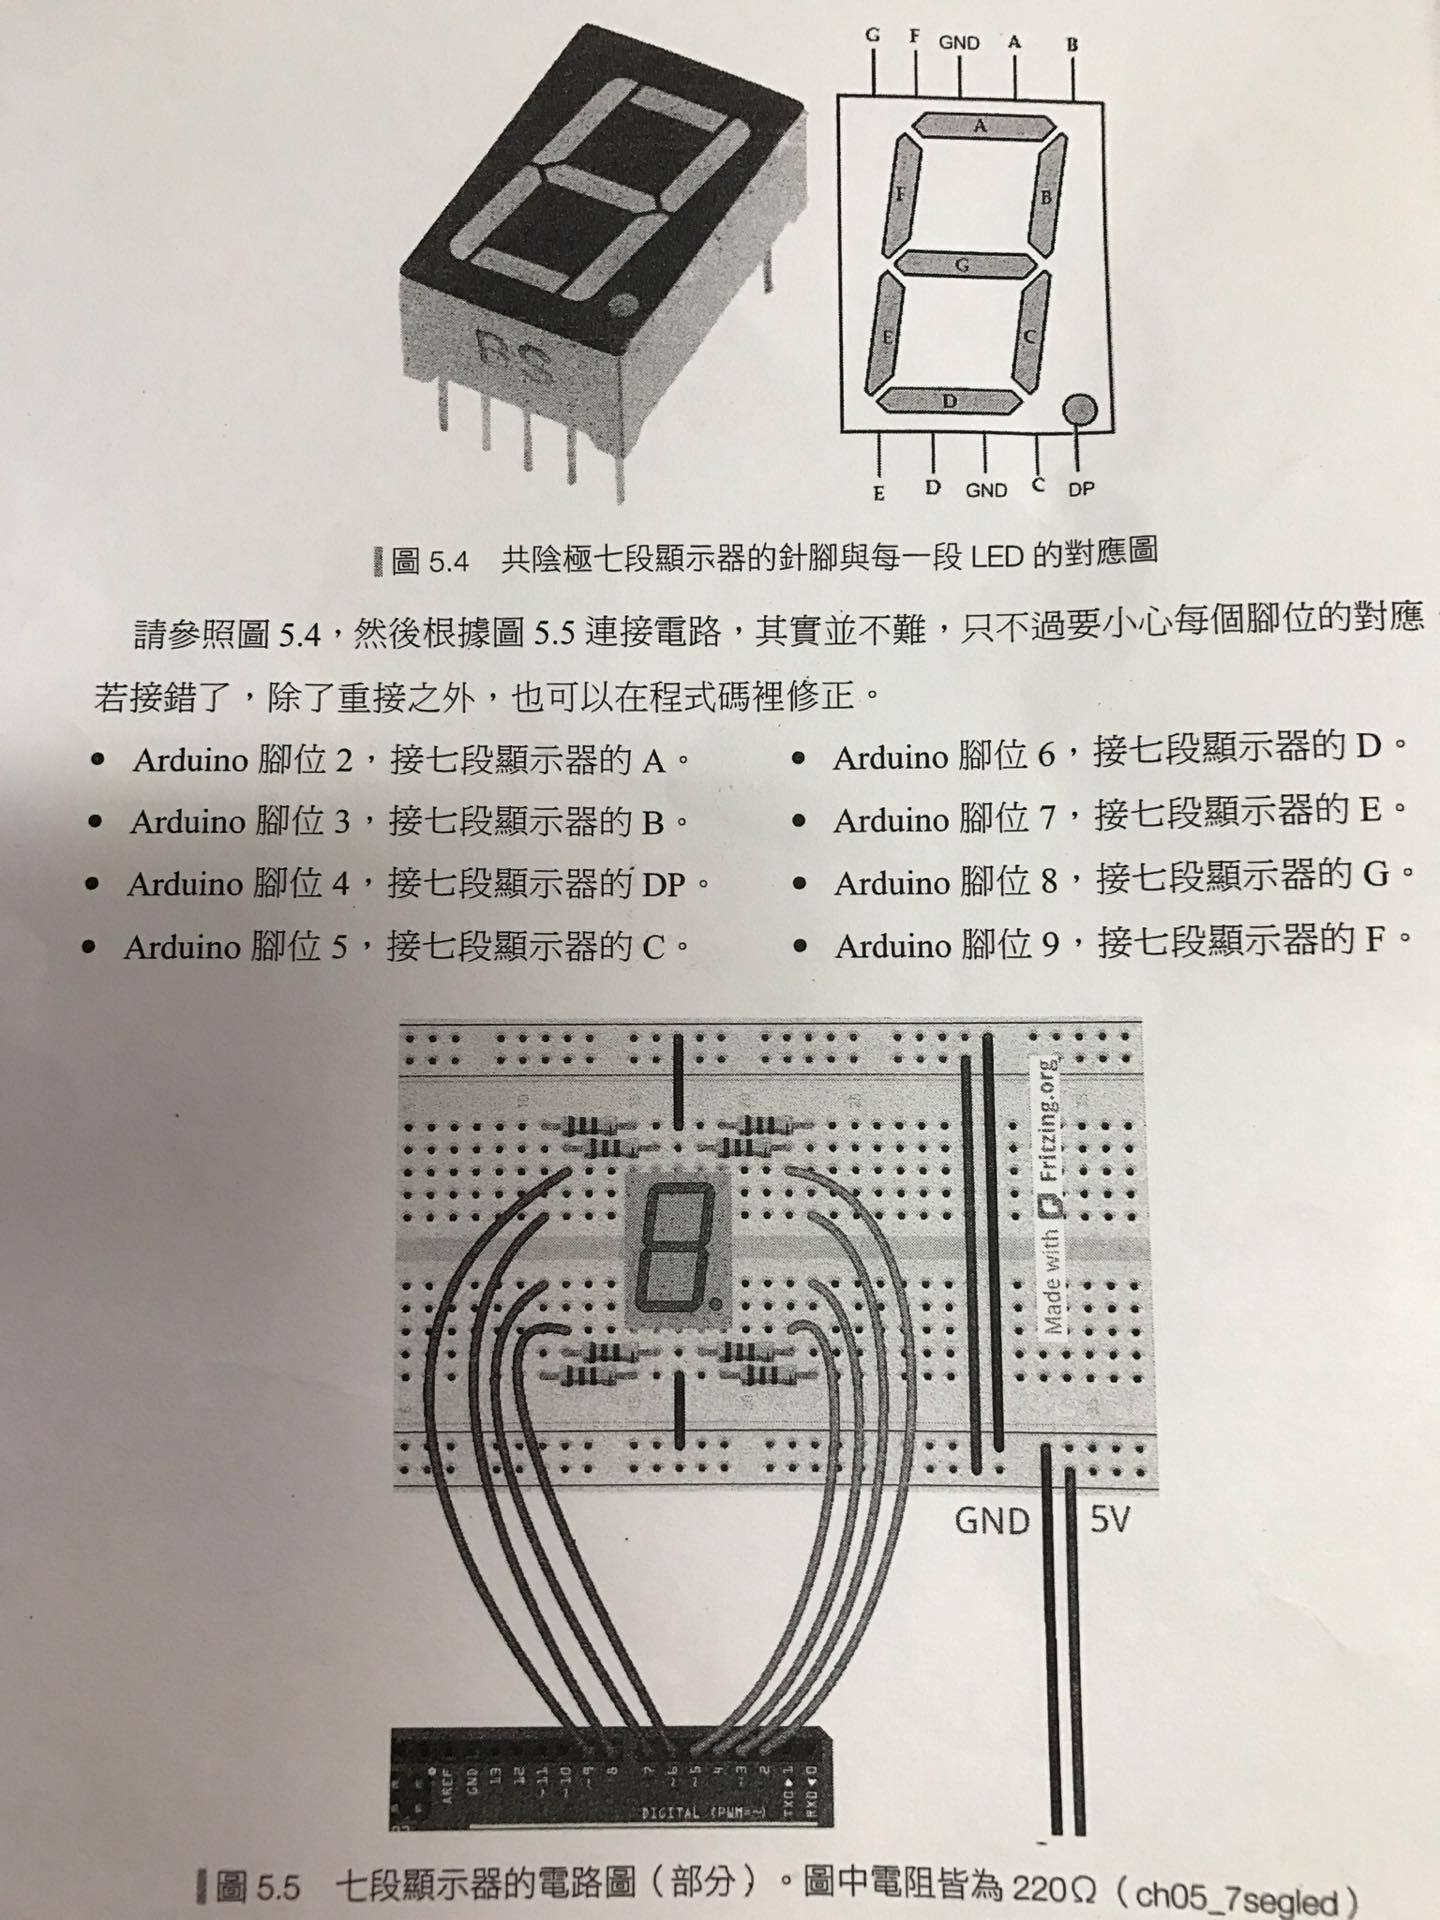 G F GND A B
A
F B
G
E C
D
E D GND C DP
BS
圖 5.4 共陰極七段顯示器的針腳與每一段 LED 的對應圖
請參照圖 5.4，然後根據圖 5.5 連接電路，其實並不難，只不過要小心每個腳位的對應，
若接錯了，除了重接之外，也可以在程式碼裡修正。
• Arduino 腳位 2，接七段顯示器的 A。
• Arduino 腳位 3，接七段顯示器的 B。
• Arduino 腳位 4，接七段顯示器的 DP。
• Arduino 腳位 5，接七段顯示器的 C。
• Arduino 腳位 6，接七段顯示器的 D。
• Arduino 腳位 7，接七段顯示器的 E。
• Arduino 腳位 8，接七段顯示器的 G。
• Arduino 腳位 9，接七段顯示器的 F。
Made with Fritzing.org
GND 5V
AREF GND 13 12 ~11 ~10 ~9 8 7 ~6 ~5 4 ~3 2 TX0▶1 RX0◀0
DIGITAL (PWM=~)
圖 5.5 七段顯示器的電路圖（部分）。圖中電阻皆為 220Ω（ch05_7segled）